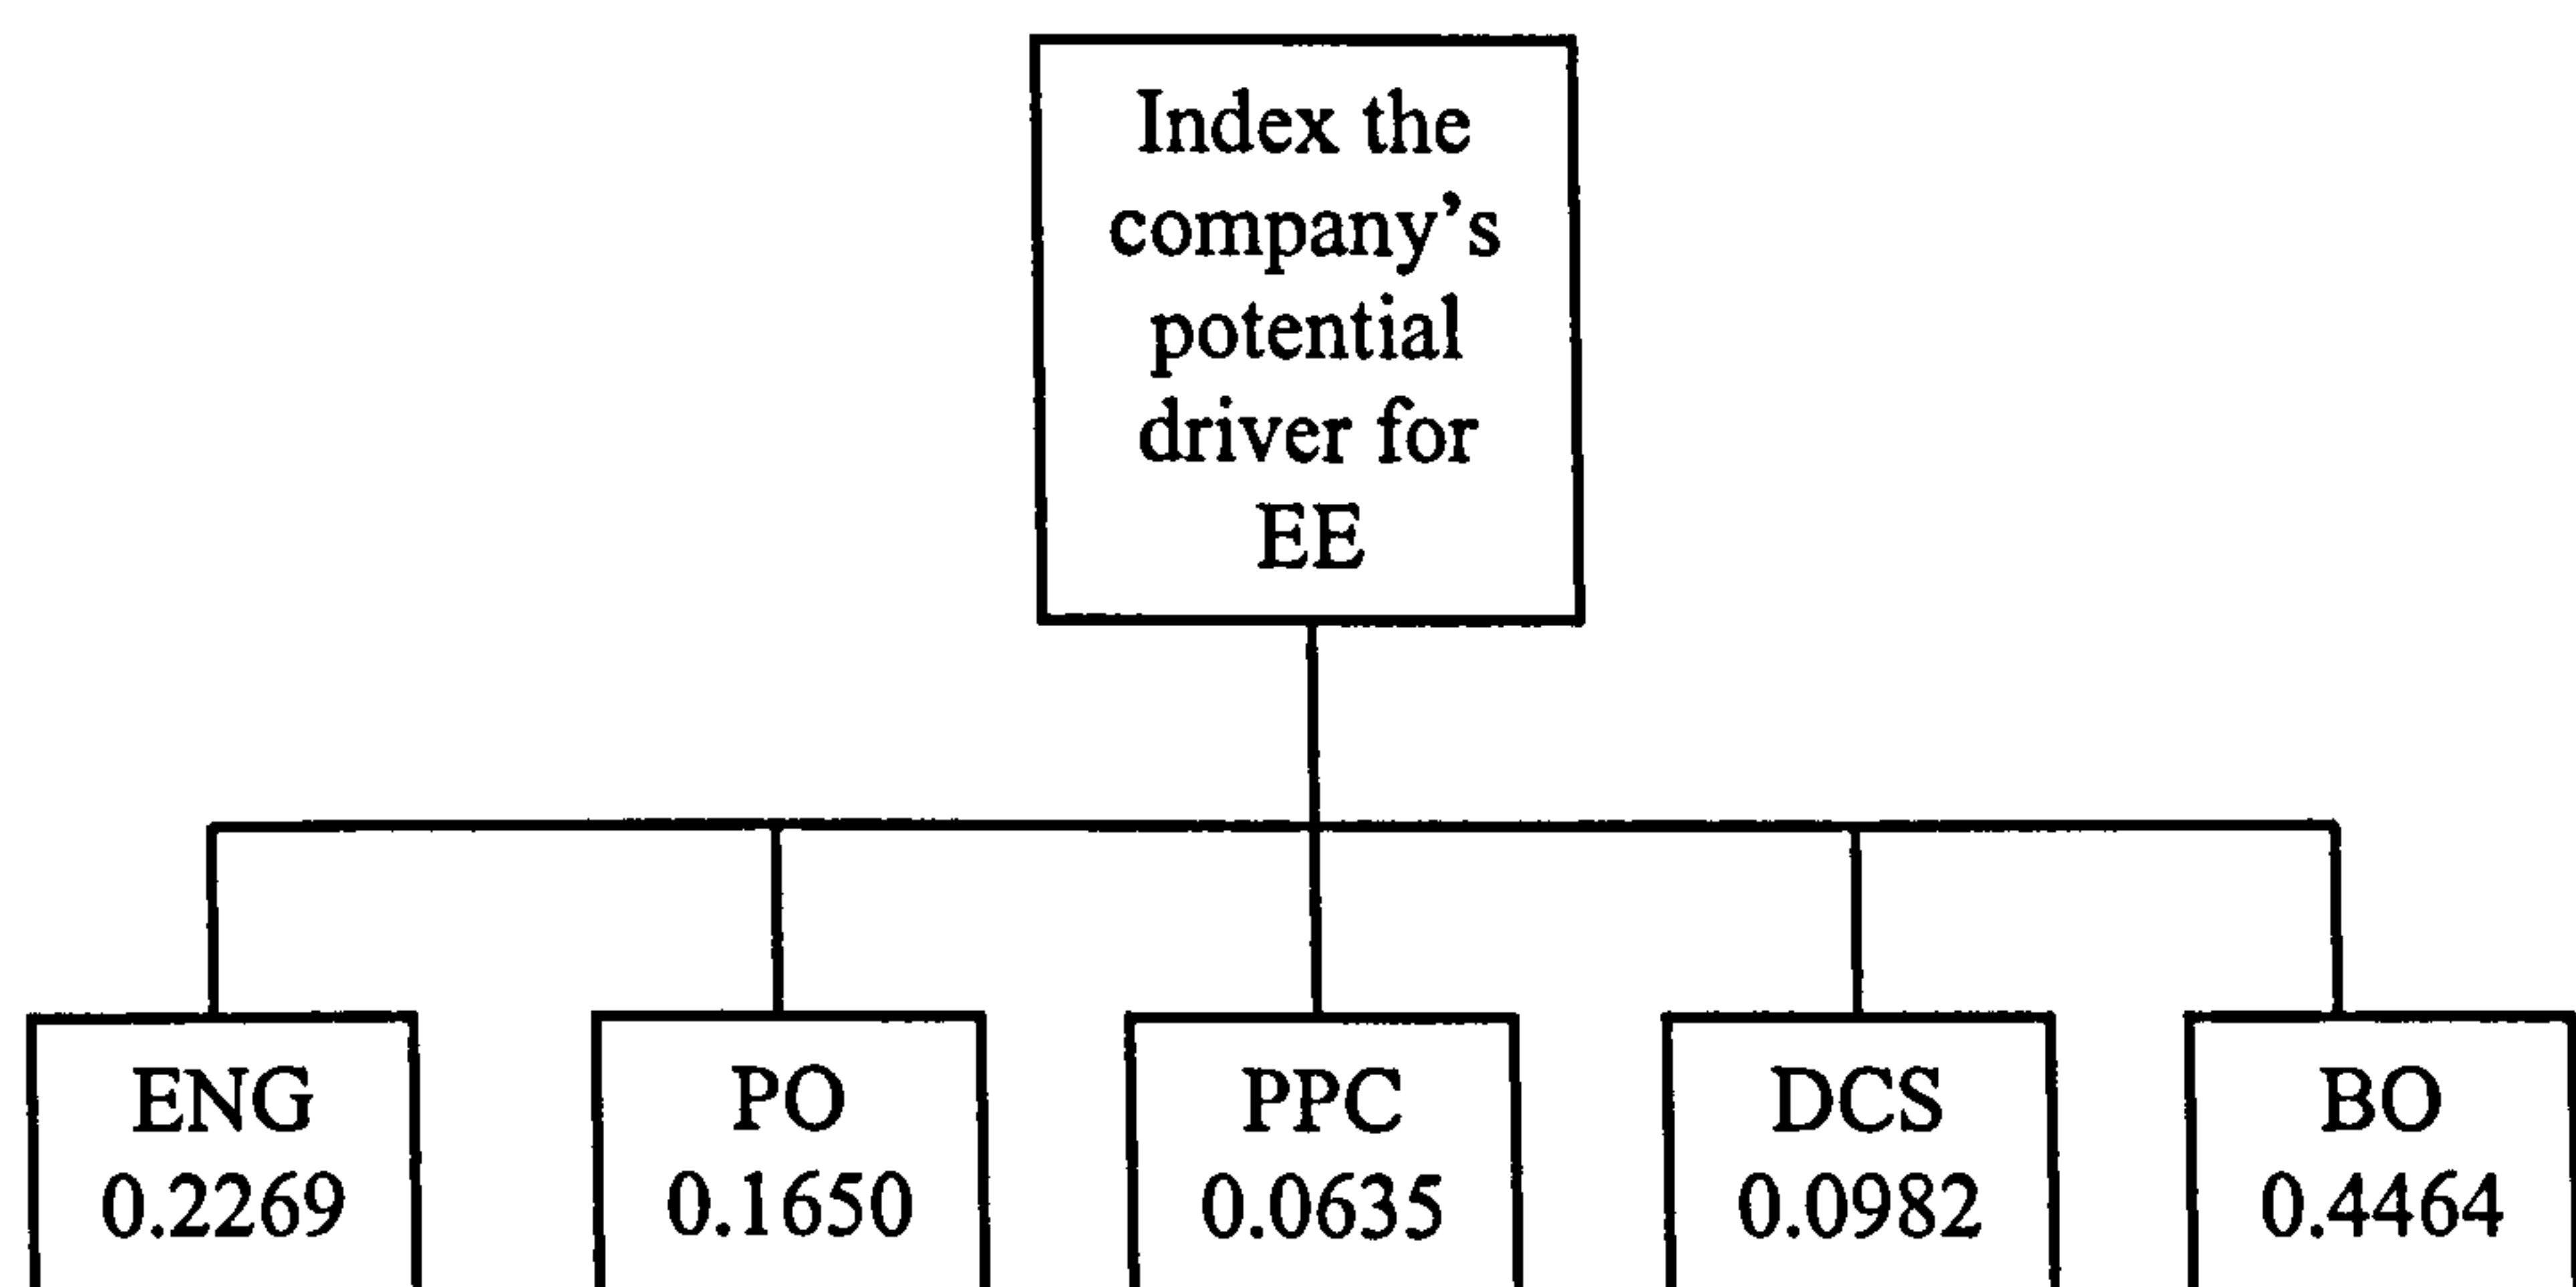 Index the
company's
potential
driver for
EE
ENG
0.2269
PO
0.1650
PPC
0.0635
DCS
0.0982
BO
0.4464